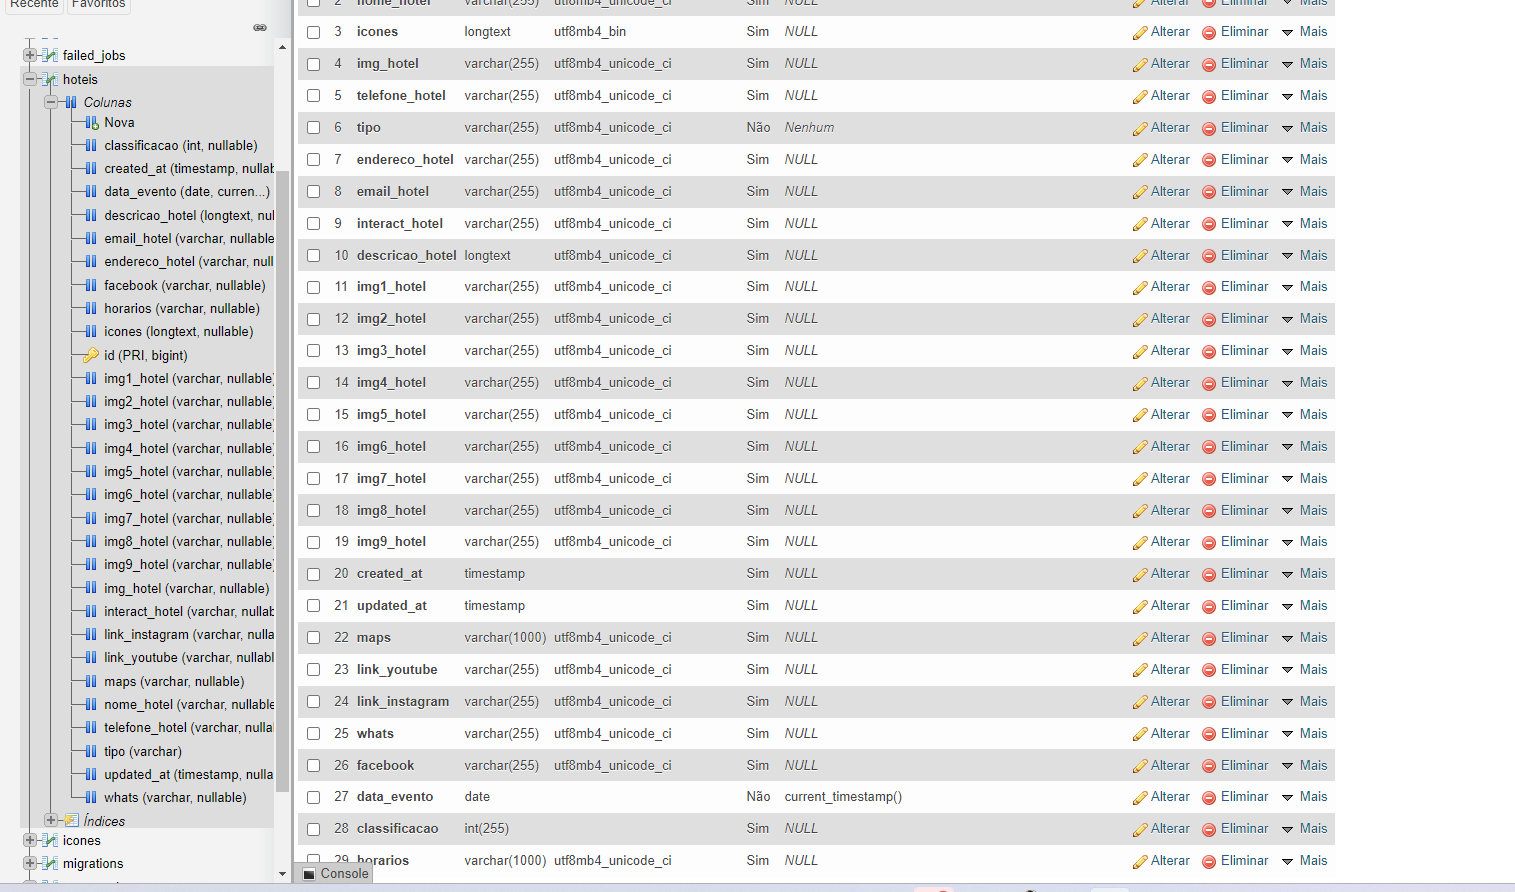 Recente Favoritos
failed_jobs
hoteis
Colunas
Nova
classificacao (int, nullable)
created_at (timestamp, nullab
data_evento (date, curren...)
descricao_hotel (longtext, nul
email_hotel (varchar, nullable
endereco_hotel (varchar, null
facebook (varchar, nullable)
horarios (varchar, nullable)
icones (longtext, nullable)
id (PRI, bigint)
img1_hotel (varchar, nullable)
img2_hotel (varchar, nullable)
img3_hotel (varchar, nullable)
img4_hotel (varchar, nullable)
img5_hotel (varchar, nullable)
img6_hotel (varchar, nullable)
img7_hotel (varchar, nullable)
img8_hotel (varchar, nullable)
img9_hotel (varchar, nullable)
img_hotel (varchar, nullable)
interact_hotel (varchar, nullab
link_instagram (varchar, nulla
link_youtube (varchar, nullabl
maps (varchar, nullable)
nome_hotel (varchar, nullable
telefone_hotel (varchar, nulla
tipo (varchar)
updated_at (timestamp, nulla
whats (varchar, nullable)
Índices
icones
migrations
2 nome_hotel varchar(255) utf8mb4_unicode_ci Sim NULL Alterar Eliminar Mais
3 icones longtext utf8mb4_bin Sim NULL Alterar Eliminar Mais
4 img_hotel varchar(255) utf8mb4_unicode_ci Sim NULL Alterar Eliminar Mais
5 telefone_hotel varchar(255) utf8mb4_unicode_ci Sim NULL Alterar Eliminar Mais
6 tipo varchar(255) utf8mb4_unicode_ci Não Nenhum Alterar Eliminar Mais
7 endereco_hotel varchar(255) utf8mb4_unicode_ci Sim NULL Alterar Eliminar Mais
8 email_hotel varchar(255) utf8mb4_unicode_ci Sim NULL Alterar Eliminar Mais
9 interact_hotel varchar(255) utf8mb4_unicode_ci Sim NULL Alterar Eliminar Mais
10 descricao_hotel longtext utf8mb4_unicode_ci Sim NULL Alterar Eliminar Mais
11 img1_hotel varchar(255) utf8mb4_unicode_ci Sim NULL Alterar Eliminar Mais
12 img2_hotel varchar(255) utf8mb4_unicode_ci Sim NULL Alterar Eliminar Mais
13 img3_hotel varchar(255) utf8mb4_unicode_ci Sim NULL Alterar Eliminar Mais
14 img4_hotel varchar(255) utf8mb4_unicode_ci Sim NULL Alterar Eliminar Mais
15 img5_hotel varchar(255) utf8mb4_unicode_ci Sim NULL Alterar Eliminar Mais
16 img6_hotel varchar(255) utf8mb4_unicode_ci Sim NULL Alterar Eliminar Mais
17 img7_hotel varchar(255) utf8mb4_unicode_ci Sim NULL Alterar Eliminar Mais
18 img8_hotel varchar(255) utf8mb4_unicode_ci Sim NULL Alterar Eliminar Mais
19 img9_hotel varchar(255) utf8mb4_unicode_ci Sim NULL Alterar Eliminar Mais
20 created_at timestamp Sim NULL Alterar Eliminar Mais
21 updated_at timestamp Sim NULL Alterar Eliminar Mais
22 maps varchar(1000) utf8mb4_unicode_ci Sim NULL Alterar Eliminar Mais
23 link_youtube varchar(255) utf8mb4_unicode_ci Sim NULL Alterar Eliminar Mais
24 link_instagram varchar(255) utf8mb4_unicode_ci Sim NULL Alterar Eliminar Mais
25 whats varchar(255) utf8mb4_unicode_ci Sim NULL Alterar Eliminar Mais
26 facebook varchar(255) utf8mb4_unicode_ci Sim NULL Alterar Eliminar Mais
27 data_evento date Não current_timestamp() Alterar Eliminar Mais
28 classificacao int(255) Sim NULL Alterar Eliminar Mais
29 horarios varchar(1000) utf8mb4_unicode_ci Sim NULL Alterar Eliminar Mais
Console